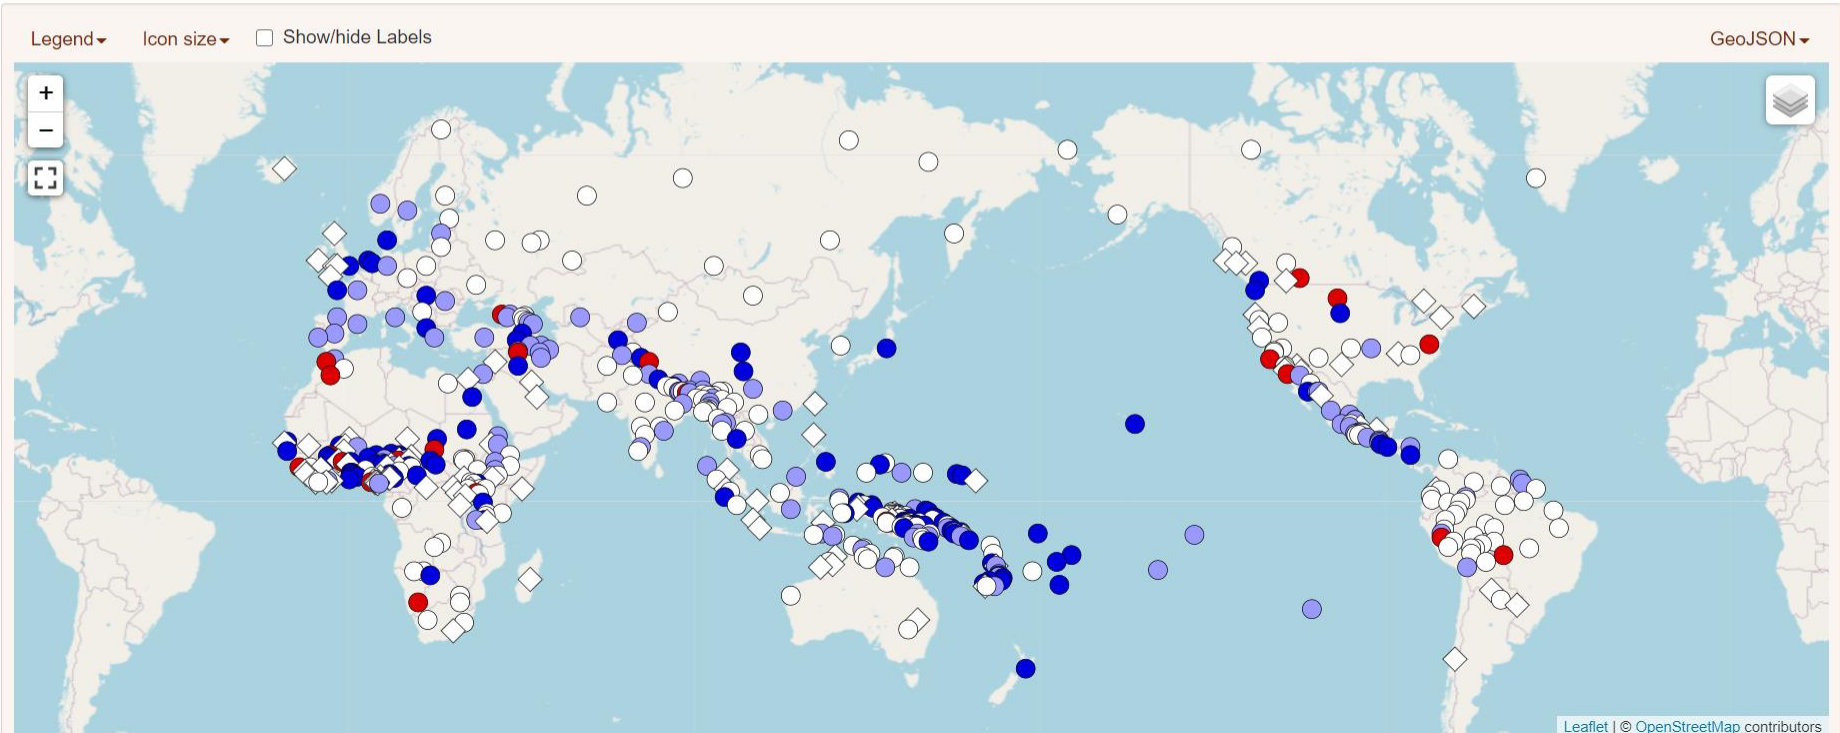 Legend Icon size Show/hide Labels GeoJSON
+
−
Leaflet | © OpenStreetMap contributors